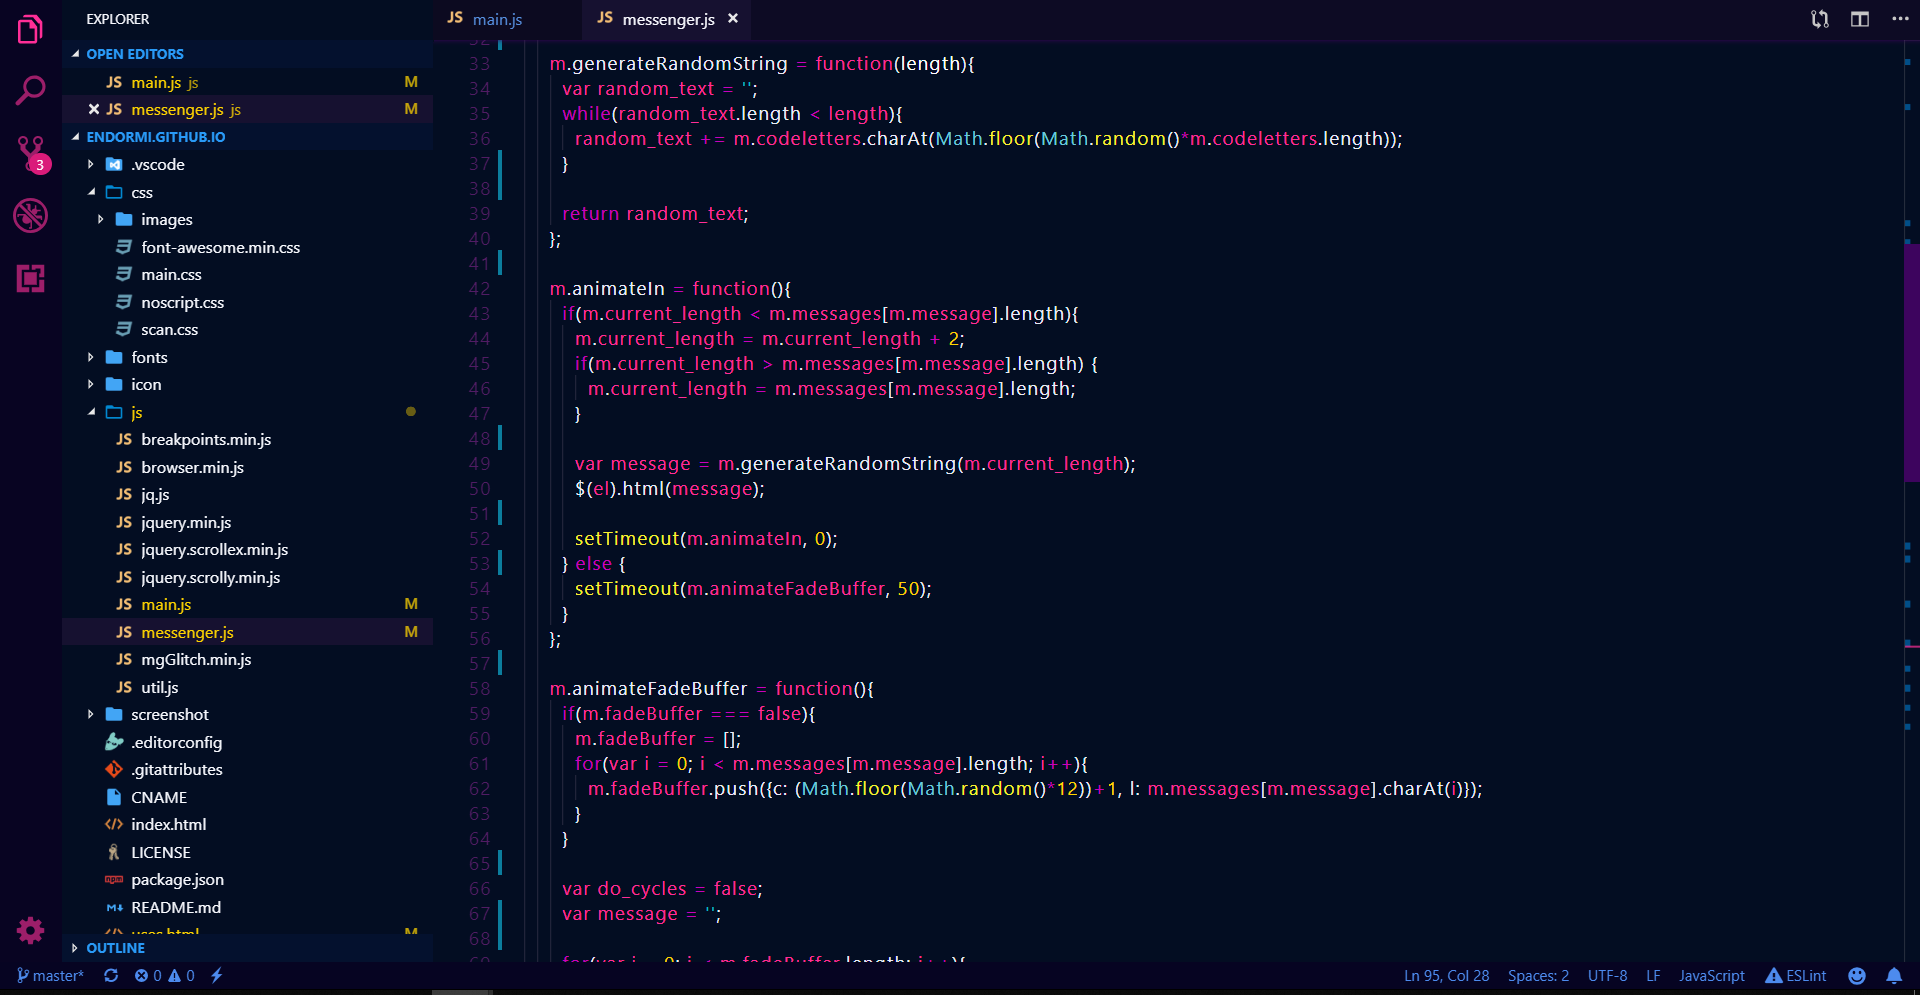 EXPLORER
OPEN EDITORS
JS main.js js M
JS messenger.js js M
ENDORMI.GITHUB.IO
.vscode
css
images
font-awesome.min.css
main.css
noscript.css
scan.css
fonts
icon
js
JS breakpoints.min.js
JS browser.min.js
JS jq.js
JS jquery.min.js
JS jquery.scrollex.min.js
JS jquery.scrolly.min.js
JS main.js M
JS messenger.js M
JS mgGlitch.min.js
JS util.js
screenshot
.editorconfig
.gitattributes
CNAME
index.html
LICENSE
npm package.json
README.md
OUTLINE
3
JS main.js
JS messenger.js
32
33 m.generateRandomString = function(length){
34 var random_text = '';
35 while(random_text.length < length){
36 random_text += m.codeletters.charAt(Math.floor(Math.random()*m.codeletters.length));
37 }
38
39 return random_text;
40 };
41
42 m.animateIn = function(){
43 if(m.current_length < m.messages[m.message].length){
44 m.current_length = m.current_length + 2;
45 if(m.current_length > m.messages[m.message].length) {
46 m.current_length = m.messages[m.message].length;
47 }
48
49 var message = m.generateRandomString(m.current_length);
50 $(el).html(message);
51
52 setTimeout(m.animateIn, 0);
53 } else {
54 setTimeout(m.animateFadeBuffer, 50);
55 }
56 };
57
58 m.animateFadeBuffer = function(){
59 if(m.fadeBuffer === false){
60 m.fadeBuffer = [];
61 for(var i = 0; i < m.messages[m.message].length; i++){
62 m.fadeBuffer.push({c: (Math.floor(Math.random()*12))+1, l: m.messages[m.message].charAt(i)});
63 }
64 }
65
66 var do_cycles = false;
67 var message = '';
68
69 for(var i = 0; i < m.fadeBuffer.length; i++){
master* 0 0
Ln 95, Col 28 Spaces: 2 UTF-8 LF JavaScript ESLint